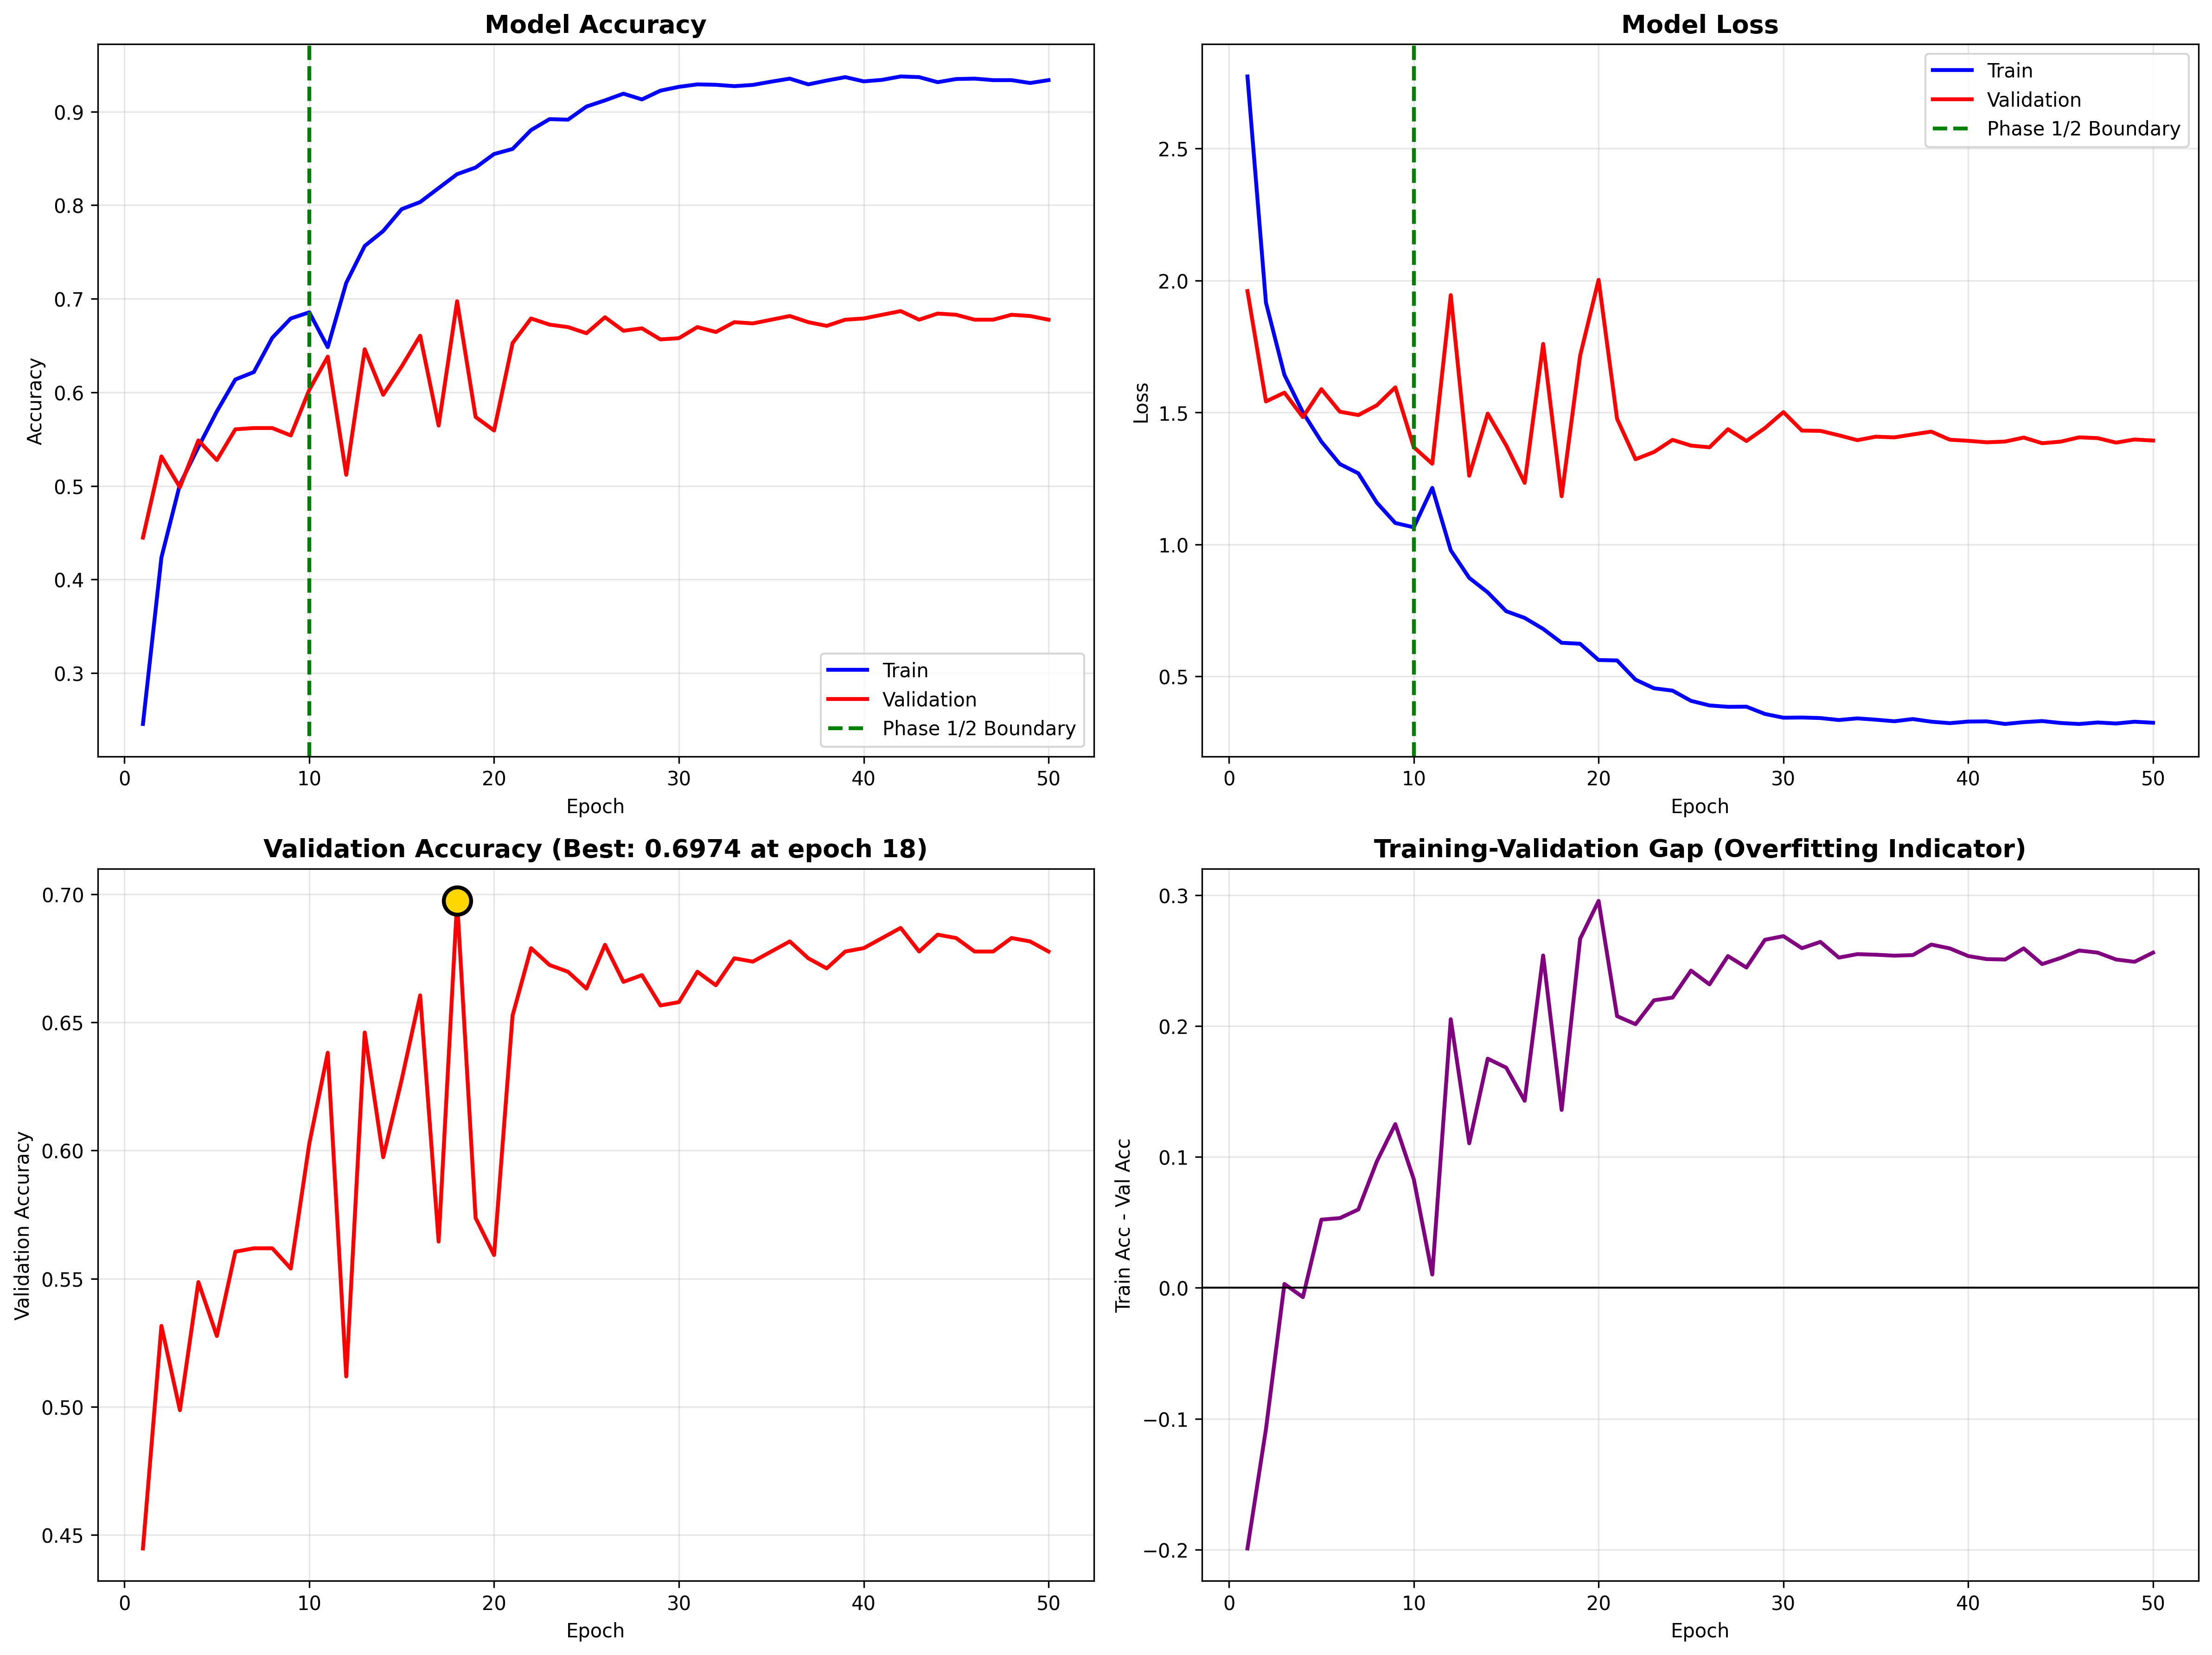 Model Accuracy
Accuracy
0.9
0.8
0.7
0.6
0.5
0.4
0.3
Train
Validation
Phase 1/2 Boundary
0 10 20 30 40 50
Epoch
Model Loss
Loss
2.5
2.0
1.5
1.0
0.5
Train
Validation
Phase 1/2 Boundary
0 10 20 30 40 50
Epoch
Validation Accuracy (Best: 0.6974 at epoch 18)
Validation Accuracy
0.70
0.65
0.60
0.55
0.50
0.45
0 10 20 30 40 50
Epoch
Training-Validation Gap (Overfitting Indicator)
Train Acc - Val Acc
0.3
0.2
0.1
0.0
−0.1
−0.2
0 10 20 30 40 50
Epoch